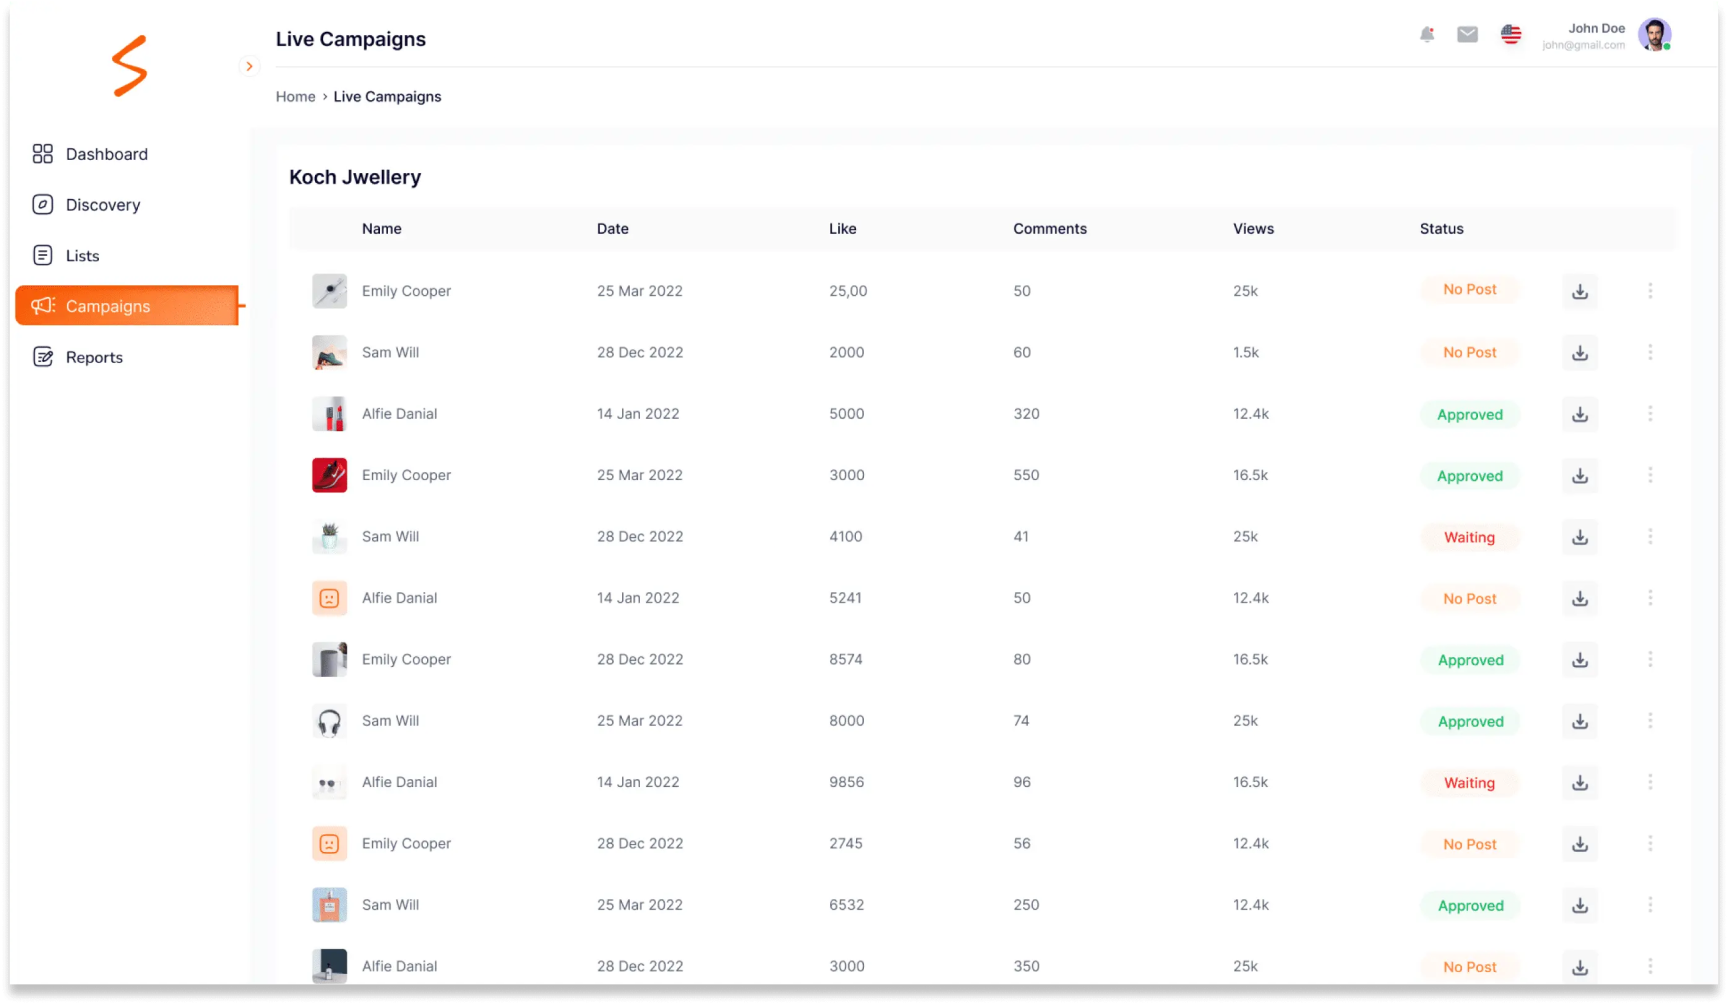 Live Campaigns
John Doe
john@gmail.com
Home › Live Campaigns
Dashboard
Discovery
Lists
Campaigns
Reports
Koch Jwellery
Name Date Like Comments Views Status
Emily Cooper 25 Mar 2022 25,00 50 25k No Post
Sam Will 28 Dec 2022 2000 60 1.5k No Post
Alfie Danial 14 Jan 2022 5000 320 12.4k Approved
Emily Cooper 25 Mar 2022 3000 550 16.5k Approved
Sam Will 28 Dec 2022 4100 41 25k Waiting
Alfie Danial 14 Jan 2022 5241 50 12.4k No Post
Emily Cooper 28 Dec 2022 8574 80 16.5k Approved
Sam Will 25 Mar 2022 8000 74 25k Approved
Alfie Danial 14 Jan 2022 9856 96 16.5k Waiting
Emily Cooper 28 Dec 2022 2745 56 12.4k No Post
Sam Will 25 Mar 2022 6532 250 12.4k Approved
Alfie Danial 28 Dec 2022 3000 350 25k No Post